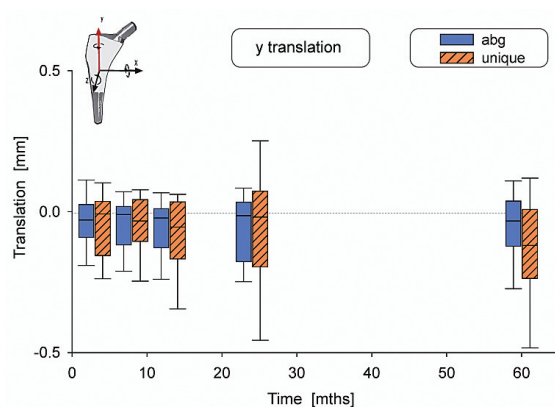 y
x
z
y translation
abg
unique
Translation [mm]
0.5
0.0
-0.5
0 10 20 30 40 50 60
Time [mths]